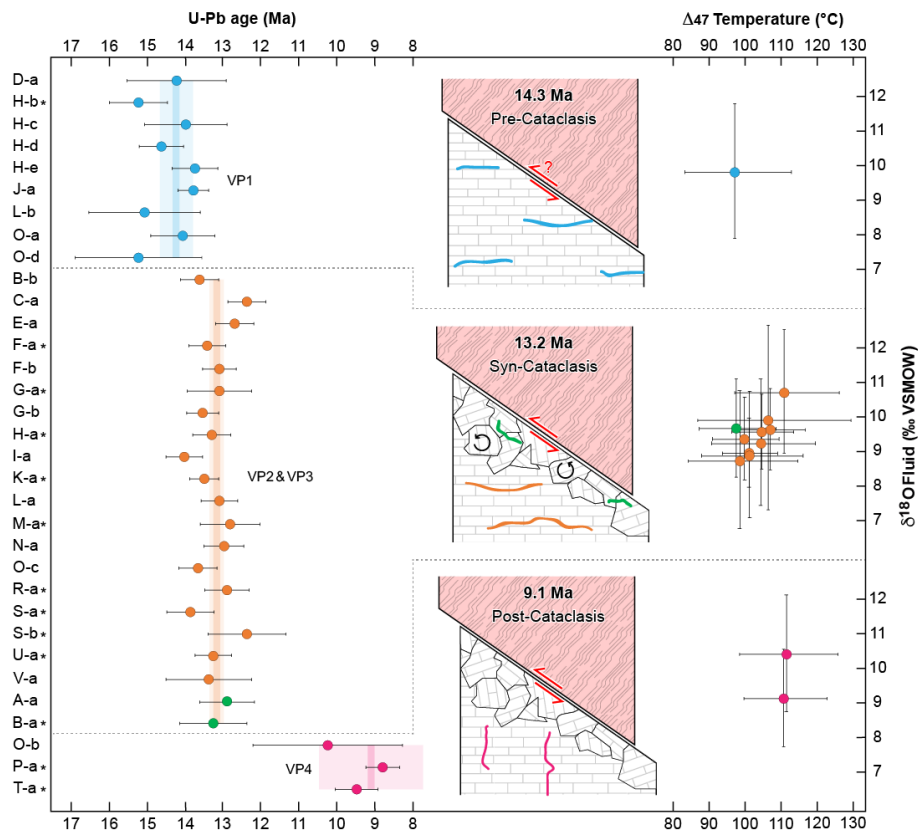 U-Pb age (Ma)
Δ47 Temperature (°C)
17 16 15 14 13 12 11 10 9 8
80 90 100 110 120 130
D-a
H-b*
H-c
H-d
H-e
J-a
L-b
O-a
O-d
VP1
14.3 Ma
Pre-Cataclasis
?
12
11
10
9
8
7
B-b
C-a
E-a
F-a*
F-b
G-a*
G-b
H-a*
I-a
K-a*
L-a
M-a*
N-a
O-c
R-a*
S-a*
S-b*
U-a*
V-a
A-a
B-a*
VP2 & VP3
13.2 Ma
Syn-Cataclasis
12
11
10
9
8
7
δ18OFluid (‰ VSMOW)
O-b
P-a*
T-a*
VP4
9.1 Ma
Post-Cataclasis
12
11
10
9
8
7
17 16 15 14 13 12 11 10 9 8
80 90 100 110 120 130